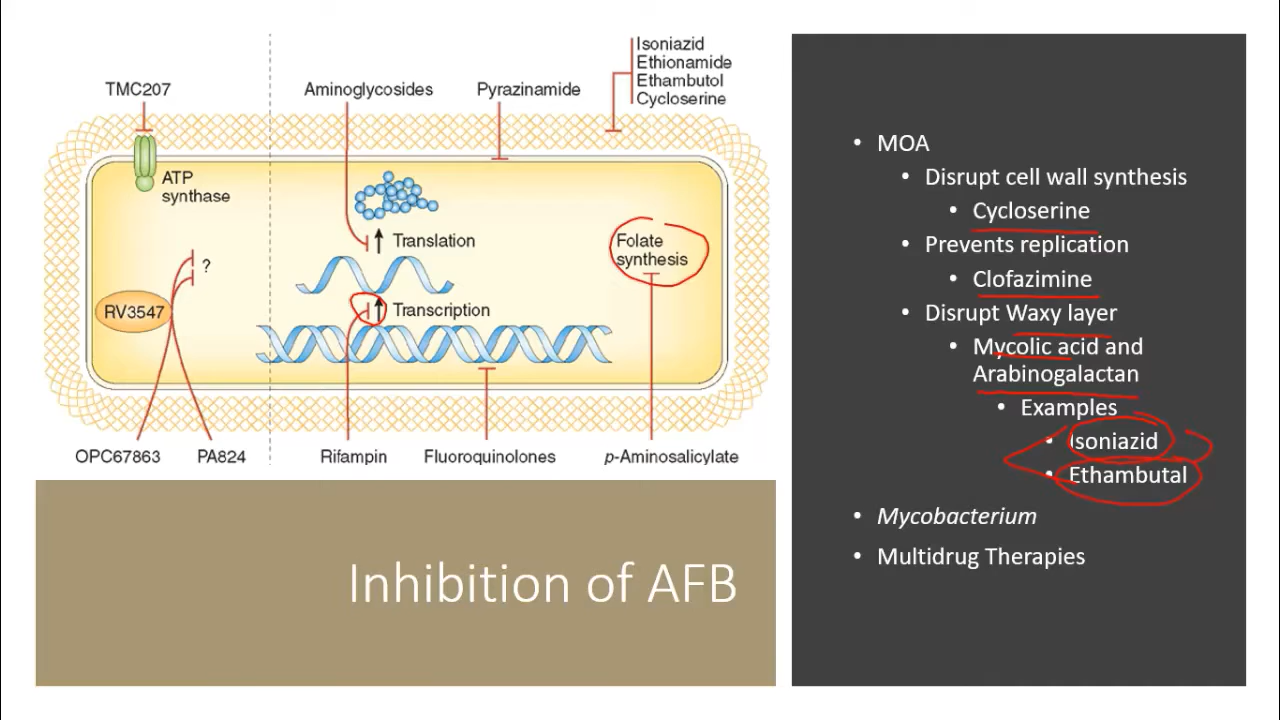 Isoniazid
Ethionamide
Ethambutol
Cycloserine
TMC207
Aminoglycosides
Pyrazinamide
ATP
synthase
Translation
Folate
synthesis
?
RV3547
Transcription
OPC67863
PA824
Rifampin
Fluoroquinolones
p-Aminosalicylate
Inhibition of AFB
• MOA
• Disrupt cell wall synthesis
• Cycloserine
• Prevents replication
• Clofazimine
• Disrupt Waxy layer
• Mycolic acid and
Arabinogalactan
• Examples
• Isoniazid
• Ethambutal
• Mycobacterium
• Multidrug Therapies